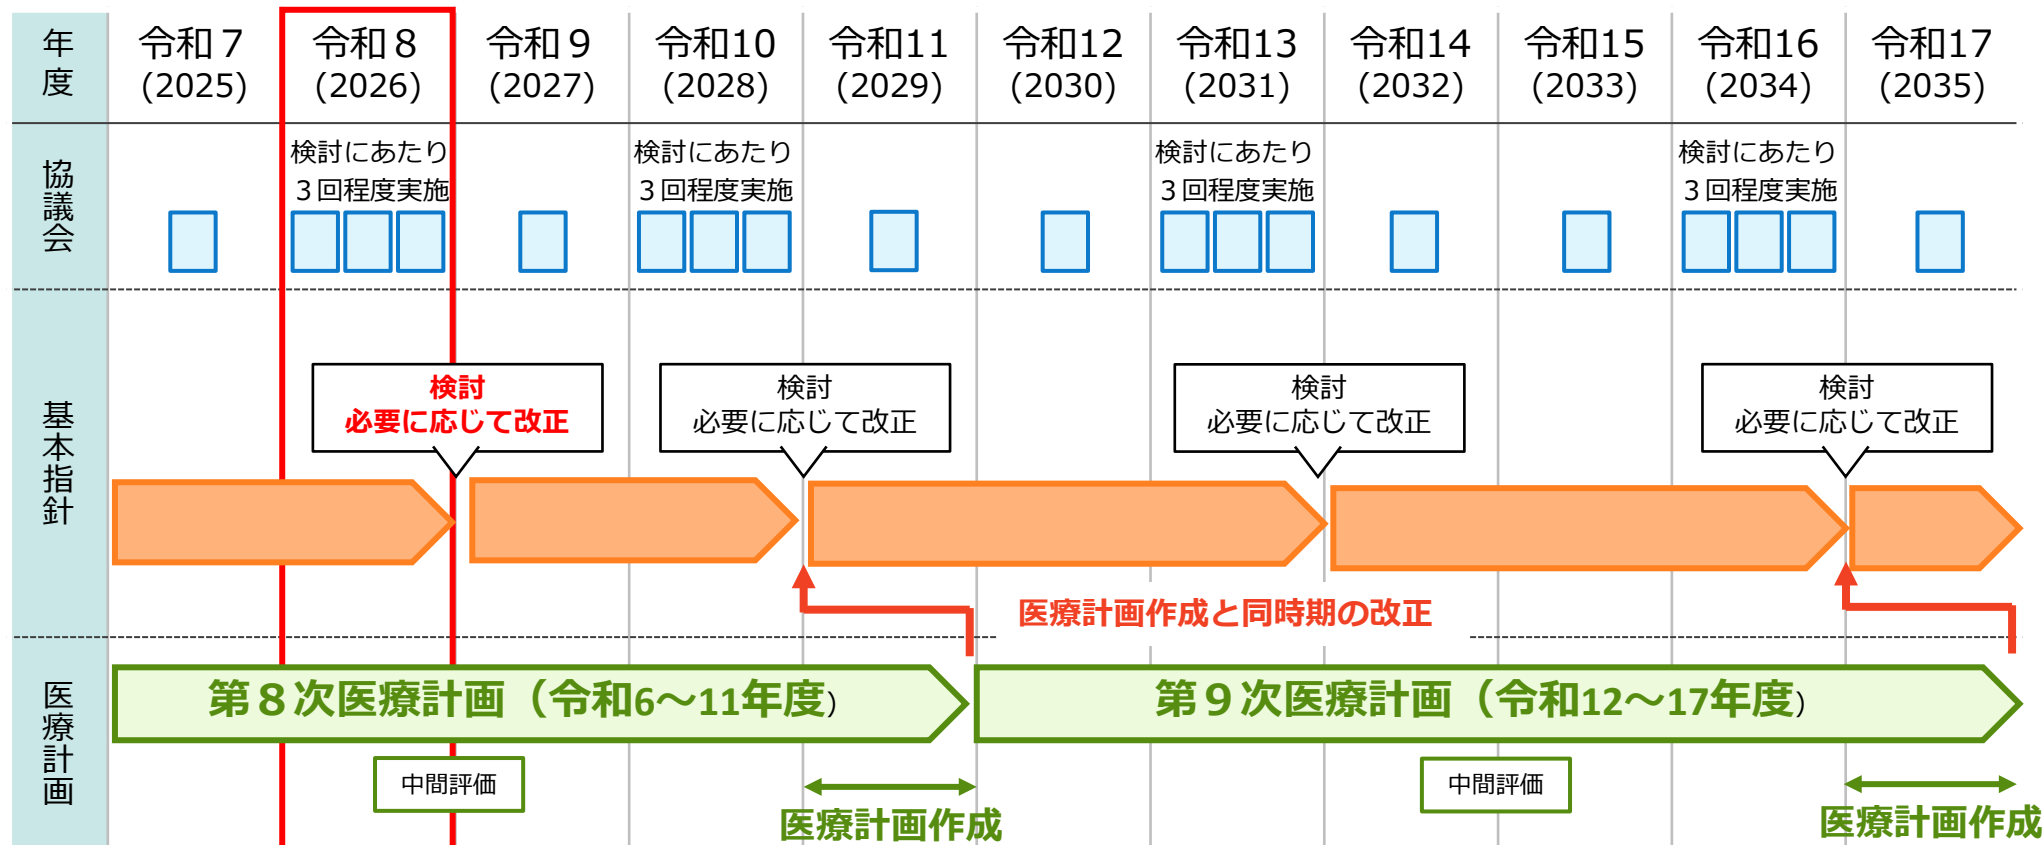 年度
令和７ 令和８ 令和９ 令和10 令和11 令和12 令和13 令和14 令和15 令和16 令和17
(2025) (2026) (2027) (2028) (2029) (2030) (2031) (2032) (2033) (2034) (2035)
協議会
検討にあたり
３回程度実施
検討にあたり
３回程度実施
検討にあたり
３回程度実施
検討にあたり
３回程度実施
基本指針
検討
必要に応じて改正
検討
必要に応じて改正
検討
必要に応じて改正
検討
必要に応じて改正
医療計画作成と同時期の改正
医療計画
第８次医療計画（令和6～11年度）
第９次医療計画（令和12～17年度）
中間評価
医療計画作成
中間評価
医療計画作成